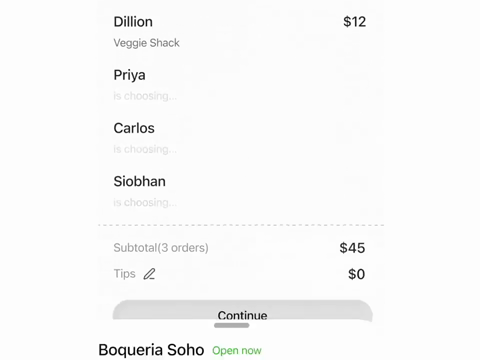 Dillion $12
Veggie Shack
Priya
is choosing...
Carlos
is choosing...
Siobhan
is choosing...
Subtotal(3 orders) $45
Tips $0
Continue
Boqueria Soho Open now